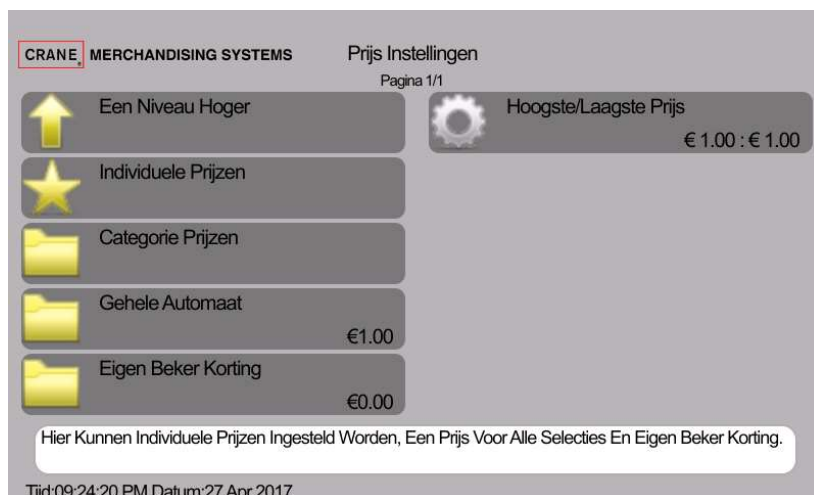 CRANE MERCHANDISING SYSTEMS
Prijs Instellingen
Pagina 1/1
Een Niveau Hoger
Hoogste/Laagste Prijs
€ 1.00 : € 1.00
Individuele Prijzen
Categorie Prijzen
Gehele Automaat
€1.00
Eigen Beker Korting
€0.00
Hier Kunnen Individuele Prijzen Ingesteld Worden, Een Prijs Voor Alle Selecties En Eigen Beker Korting.
Tijd:09:24:20 PM Datum:27 Apr 2017